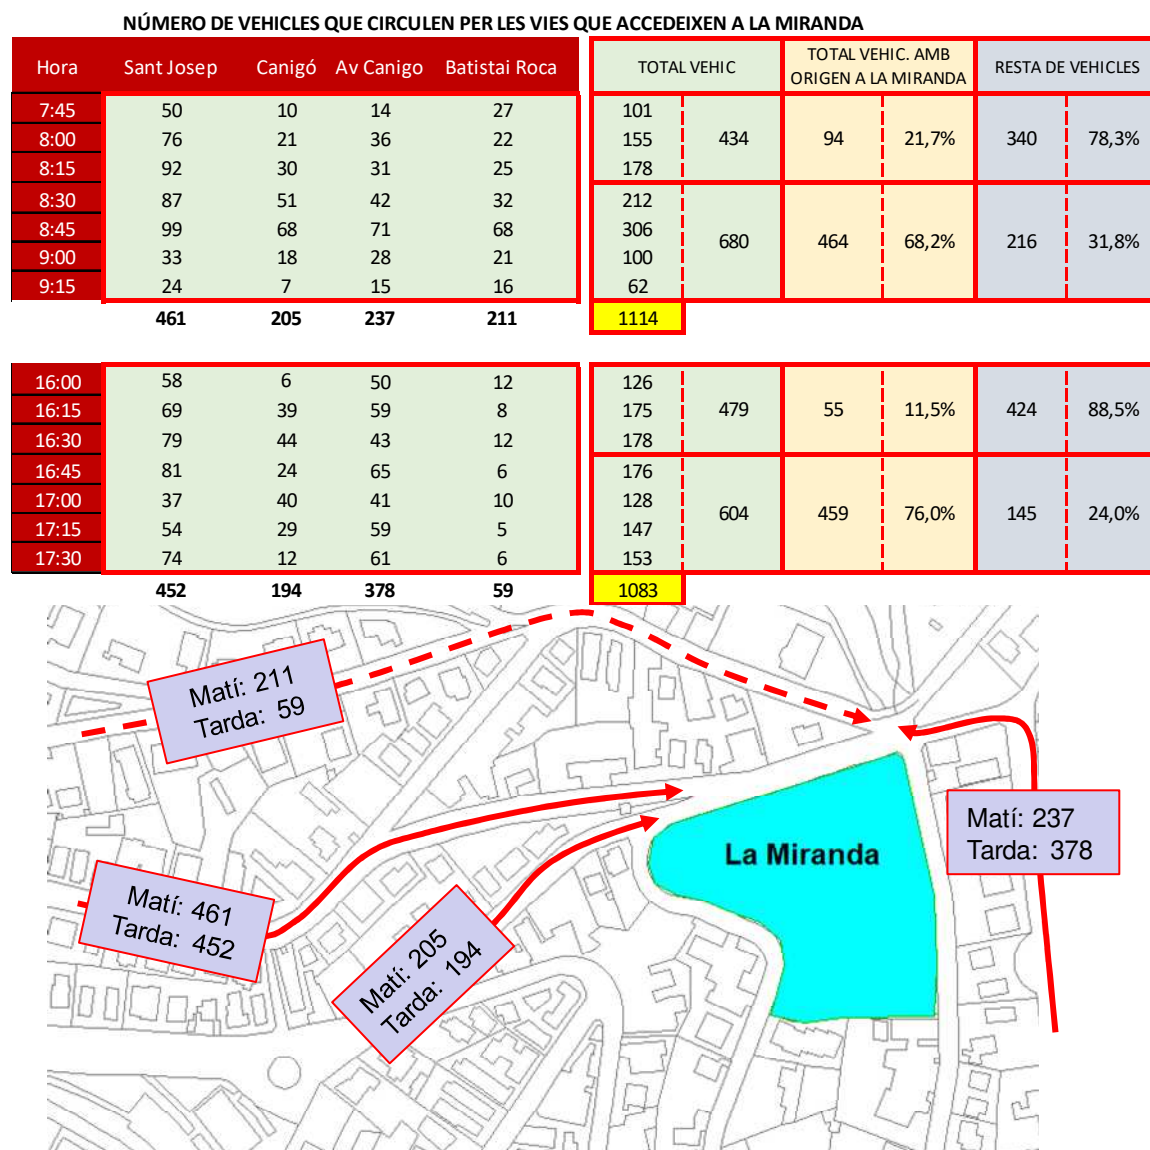 NÚMERO DE VEHICLES QUE CIRCULEN PER LES VIES QUE ACCEDEIXEN A LA MIRANDA
Hora Sant Josep Canigó Av Canigo Batistai Roca TOTAL VEHIC TOTAL VEHIC. AMB ORIGEN A LA MIRANDA RESTA DE VEHICLES
7:45 50 10 14 27 101
8:00 76 21 36 22 155 434 94 21,7% 340 78,3%
8:15 92 30 31 25 178
8:30 87 51 42 32 212
8:45 99 68 71 68 306
680 464 68,2% 216 31,8%
9:00 33 18 28 21 100
9:15 24 7 15 16 62
461 205 237 211 1114
16:00 58 6 50 12 126
16:15 69 39 59 8 175 479 55 11,5% 424 88,5%
16:30 79 44 43 12 178
16:45 81 24 65 6 176
17:00 37 40 41 10 128
604 459 76,0% 145 24,0%
17:15 54 29 59 5 147
17:30 74 12 61 6 153
452 194 378 59 1083
Matí: 211
Tarda: 59
Matí: 237
Tarda: 378
La Miranda
Matí: 461
Tarda: 452
Matí: 205
Tarda: 194